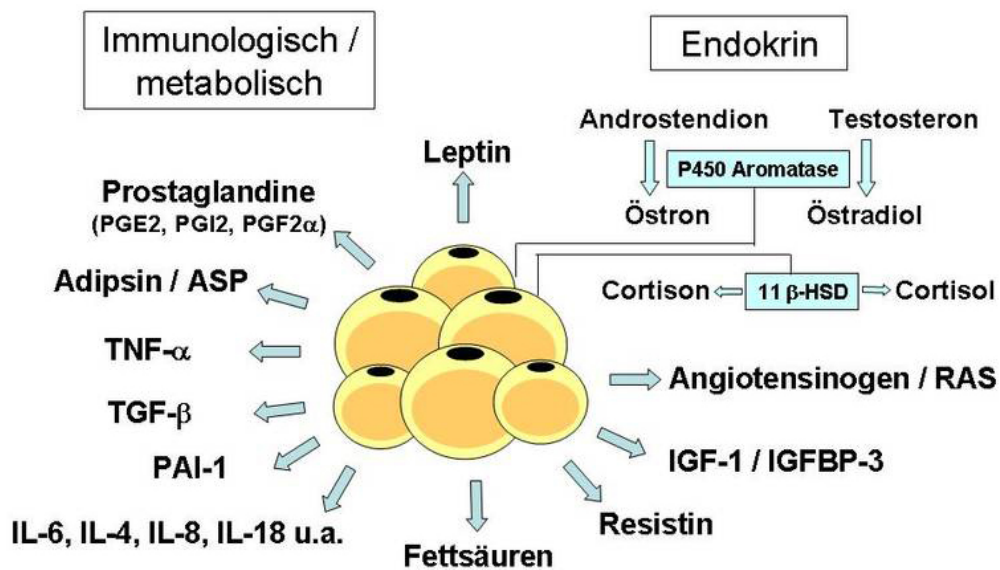 Immunologisch /
metabolisch
Endokrin
Androstendion
Testosteron
P450 Aromatase
Östron
Östradiol
Cortison
11 β-HSD
Cortisol
Leptin
Prostaglandine
(PGE2, PGI2, PGF2α)
Adipsin / ASP
TNF-α
TGF-β
PAI-1
IL-6, IL-4, IL-8, IL-18 u.a.
Fettsäuren
Resistin
IGF-1 / IGFBP-3
Angiotensinogen / RAS